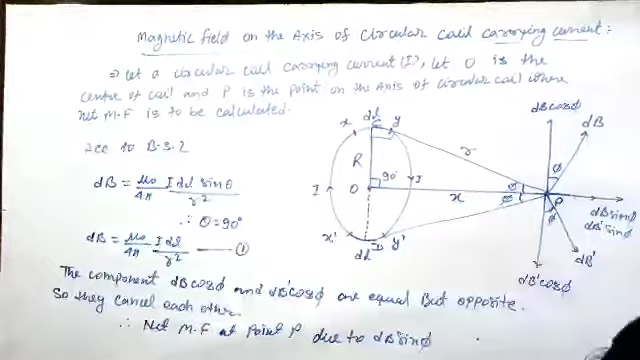 Magnetic field on the Axis of Circular Coil carrying current:
⇒ Let a circular coil carrying current (I), let O is the
centre of coil and P is the point on the Axis of circular coil where
Net M.F is to be calculated.
Acc to B.S.L
dB = μ₀/4π I dl sinθ/r²
∴ θ = 90°
dB = μ₀/4π I dl/r² —— ①
x dl y
C
R
r
90°
I O I
x
x' D y'
dl
dB cosϕ
dB
ϕ
P
dB sinϕ
dB' sinϕ
dB'
dB' cosϕ
The component dB cosϕ and dB' cosϕ are equal But opposite.
So they cancel each other.
∴ Net M.F at Point P due to dB sinϕ